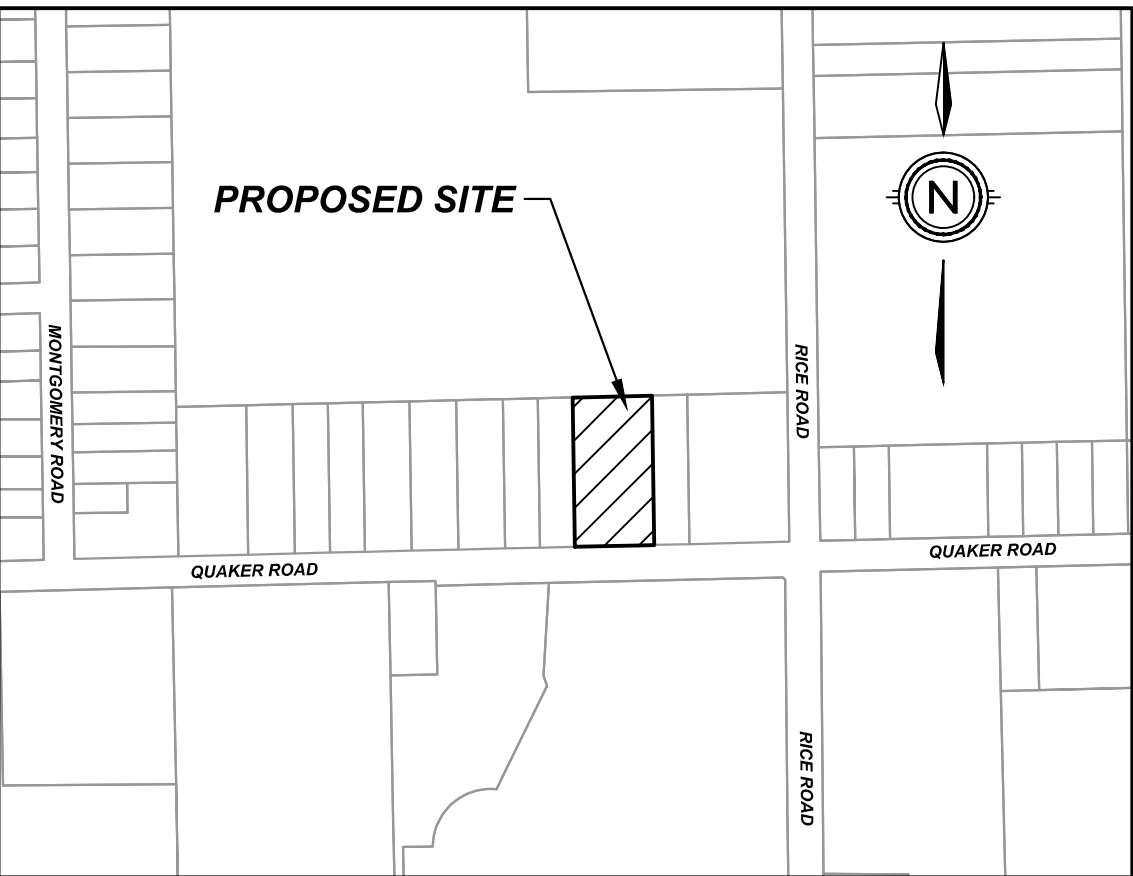 PROPOSED SITE
N
MONTGOMERY ROAD
RICE ROAD
QUAKER ROAD
QUAKER ROAD
RICE ROAD